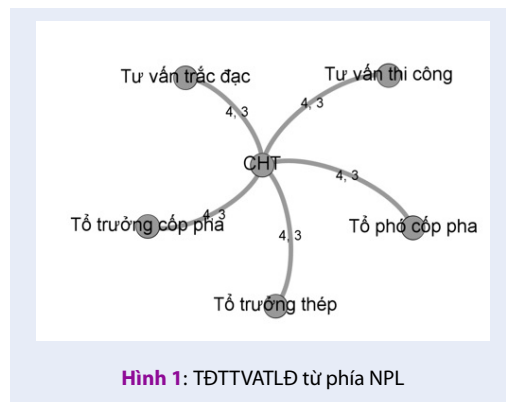 Tư vấn trắc đạc
Tư vấn thi công
4, 3
4, 3
CHT
4, 3
Tổ trưởng cốp pha
4, 3
Tổ phó cốp pha
4, 3
Tổ trưởng thép
Hình 1: TĐTTVATLĐ từ phía NPL